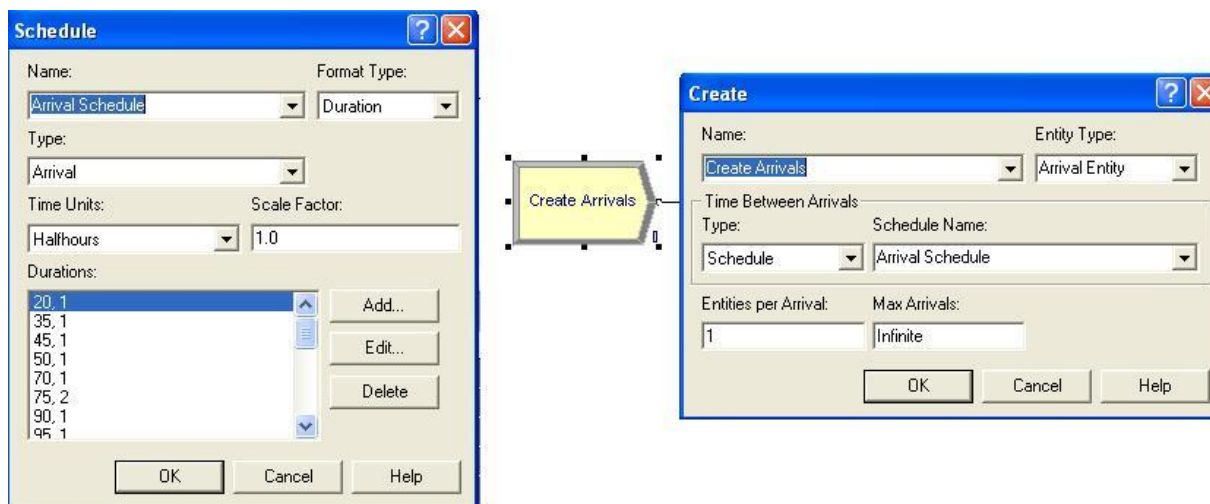 Schedule
Name:
Format Type:
Arrival Schedule
Duration
Type:
Arrival
Time Units:
Scale Factor:
Halfhours
1.0
Durations:
20, 1
35, 1
45, 1
50, 1
70, 1
75, 2
90, 1
95, 1
Add...
Edit...
Delete
OK
Cancel
Help
Create Arrivals
Create
Name:
Entity Type:
Create Arrivals
Arrival Entity
Time Between Arrivals
Type:
Schedule Name:
Schedule
Arrival Schedule
Entities per Arrival:
Max Arrivals:
1
Infinite
OK
Cancel
Help